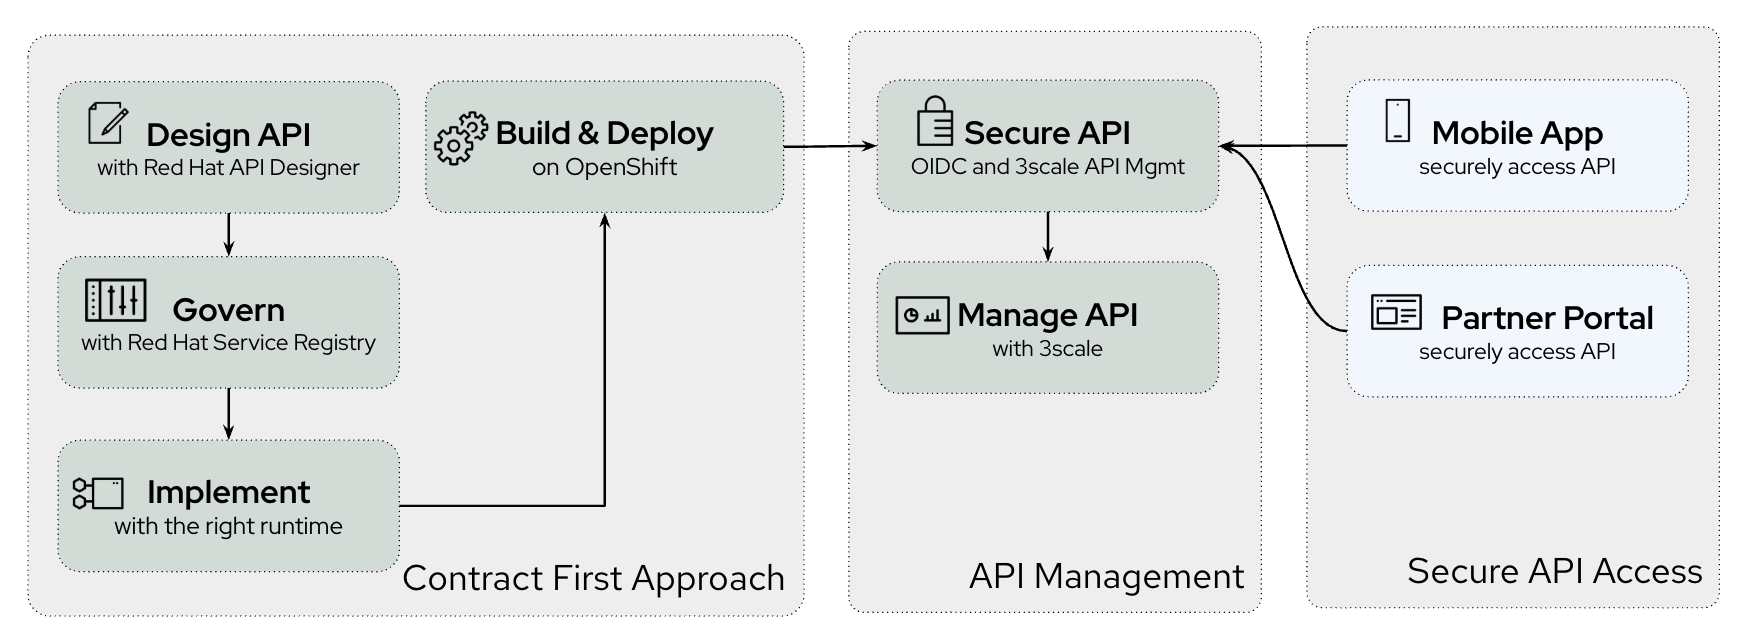 Design API
with Red Hat API Designer
Govern
with Red Hat Service Registry
Implement
with the right runtime
Build & Deploy
on OpenShift
Contract First Approach
Secure API
OIDC and 3scale API Mgmt
Manage API
with 3scale
API Management
Mobile App
securely access API
Partner Portal
securely access API
Secure API Access